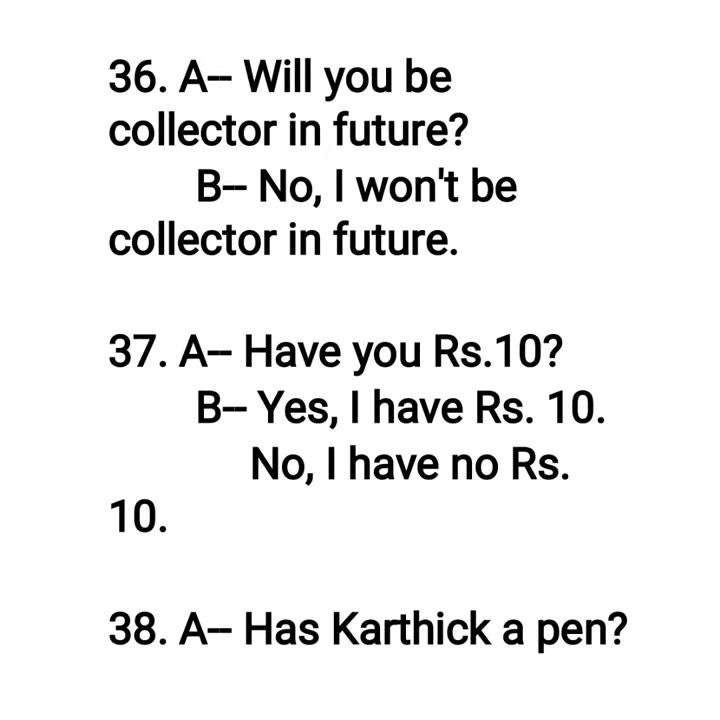 36. A-- Will you be
collector in future?
B-- No, I won't be
collector in future.
37. A-- Have you Rs.10?
B-- Yes, I have Rs. 10.
No, I have no Rs.
10.
38. A-- Has Karthick a pen?